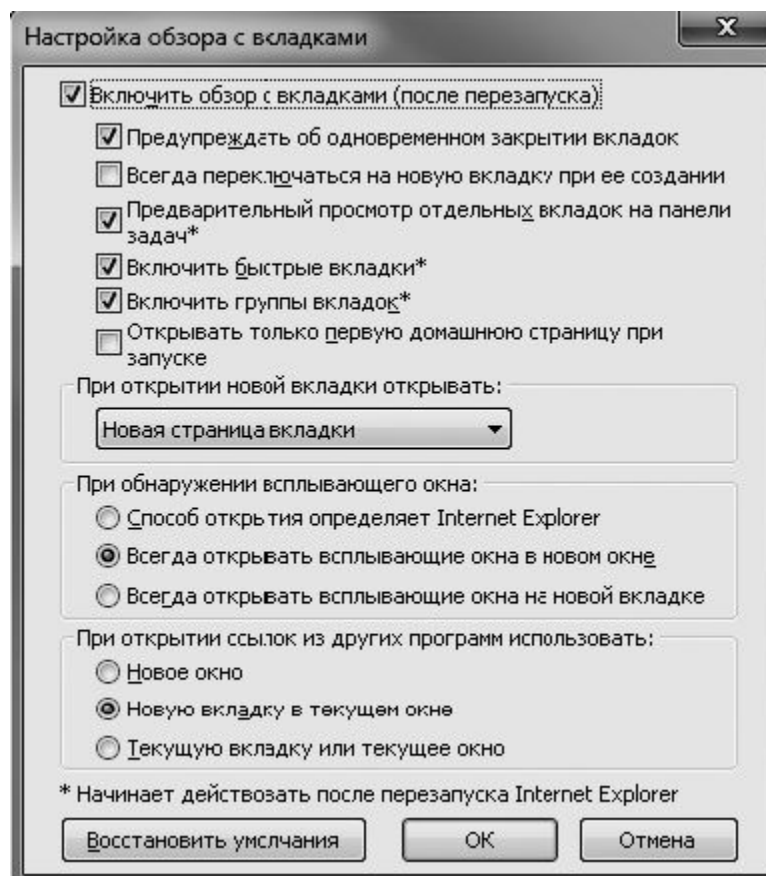 Настройка обзора с вкладками
Включить обзор с вкладками (после перезапуска)
Предупреждать об одновременном закрытии вкладок
Всегда переключаться на новую вкладку при ее создании
Предварительный просмотр отдельных вкладок на панели
задач*
Включить быстрые вкладки*
Включить группы вкладок*
Открывать только первую домашнюю страницу при
запуске
При открытии новой вкладки открывать:
Новая страница вкладки
При обнаружении всплывающего окна:
Способ открытия определяет Internet Explorer
Всегда открывать всплывающие окна в новом окне
Всегда открывать всплывающие окна на новой вкладке
При открытии ссылок из других программ использовать:
Новое окно
Новую вкладку в текущем окне
Текущую вкладку или текущее окно
* Начинает действовать после перезапуска Internet Explorer
Восстановить умолчания
ОК
Отмена